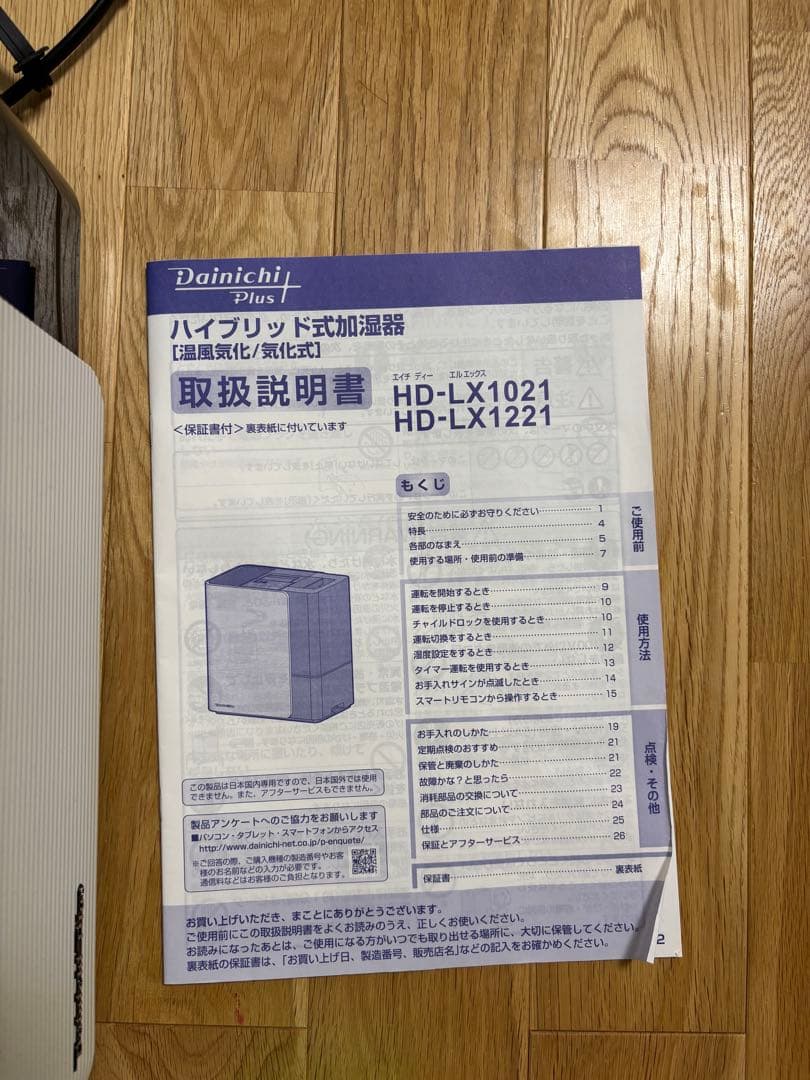 Dainichi
Plus
ハイブリッド式加湿器
[温風気化/気化式]
取扱説明書
<保証書付>裏表紙に付いています
エイチ ディー エル エックス
HD-LX1021
HD-LX1221
もくじ
安全のために必ずお守りください 1
特長 4
各部のなまえ 5
使用する場所・使用前の準備 7
ご使用前
運転を開始するとき 9
運転を停止するとき 10
チャイルドロックを使用するとき 10
運転切換をするとき 11
湿度設定をするとき 12
タイマー運転を使用するとき 13
お手入れサインが点滅したとき 14
スマートリモコンから操作するとき 15
使用方法
お手入れのしかた 19
定期点検のおすすめ 21
保管と廃棄のしかた 21
故障かな?と思ったら 22
消耗部品の交換について 23
部品のご注文について 24
仕様 25
保証とアフターサービス 26
点検・その他
保証書 裏表紙
この製品は日本国内専用ですので、日本国外では使用
できません。また、アフターサービスもできません。
製品アンケートへのご協力をお願いします
■パソコン・タブレット・スマートフォンからアクセス
http://www.dainichi-net.co.jp/p-enquete/
※ご回答の際、ご購入機種の製造番号やお客
様のお名前などの入力が必要です。
通信料などはお客様のご負担となります。
お買い上げいただき、まことにありがとうございます。
ご使用前にこの取扱説明書をよくお読みのうえ、正しくお使いください。
お読みになったあとは、ご使用になる方がいつでも取り出せる場所に、大切に保管してください。
裏表紙の保証書は、「お買い上げ日、製造番号、販売店名」などの記入をお確かめください。
2